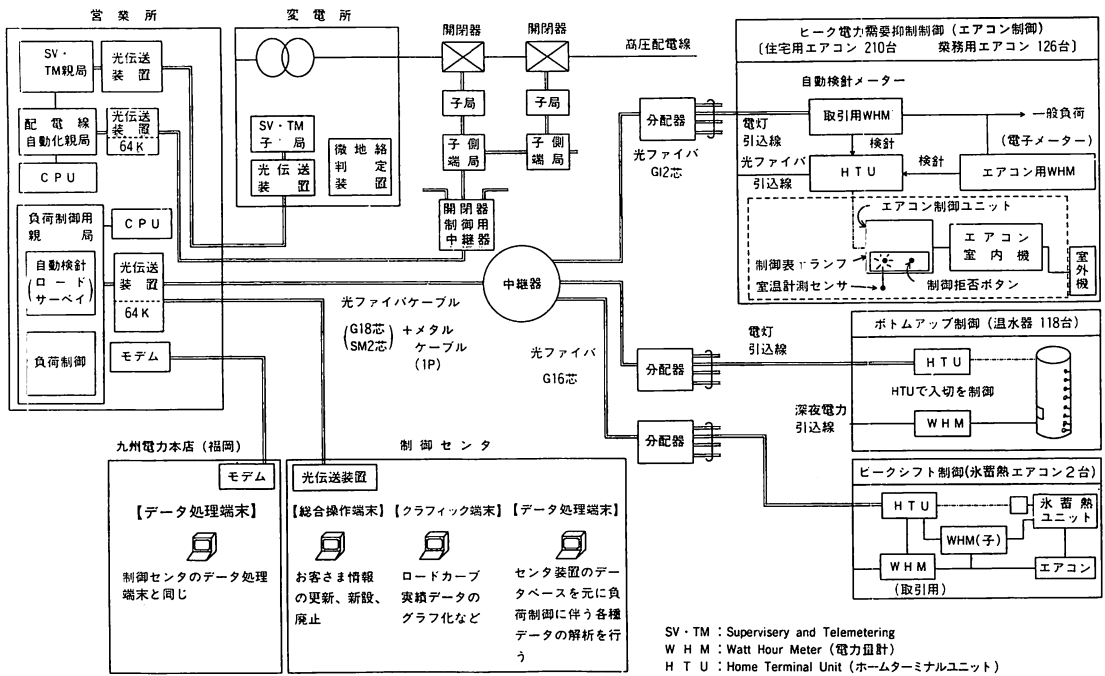 営業所
SV・
TM親局
光伝送
装置
配電線
自動化親局
光伝送
装置
64K
CPU
負荷制御用
親局
CPU
自動検針
(ロード
サーベイ)
光伝送
装置
64K
負荷制御
モデム
変電所
SV・TM
子局
光伝送
装置
微地絡
判定
装置
開閉器
開閉器
高圧配電線
子局
子局
子側
端局
子側
端局
開閉器
制御用
中継器
中継器
光ファイバケーブル
(G18芯
SM2芯)
+メタル
ケーブル
(1P)
光ファイバ
G16芯
分配器
光ファイバ
GI2芯
分配器
分配器
ピーク電力需要抑制制御(エアコン制御)
〔住宅用エアコン 210台 業務用エアコン 126台〕
自動検針メーター
電灯
引込線
取引用WHM
一般負荷
検針
(電子メーター)
光ファイバ
引込線
HTU
検針
エアコン用WHM
エアコン制御ユニット
エアコン
室内機
室外機
制御表示ランプ
室温計測センサ
制御拒否ボタン
ボトムアップ制御(温水器 118台)
電灯
引込線
HTU
HTUで入切を制御
深夜電力
引込線
WHM
ピークシフト制御(氷蓄熱エアコン2台)
HTU
氷蓄熱
ユニット
WHM(子)
WHM
(取引用)
エアコン
九州電力本店(福岡)
モデム
【データ処理端末】
制御センタのデータ処理
端末と同じ
制御センタ
光伝送装置
【総合操作端末】
お客さま情報
の更新、新設、
廃止
【グラフィック端末】
ロードカーブ
実績データの
グラフ化など
【データ処理端末】
センタ装置のデー
タベースを元に負
荷制御に伴う各種
データの解析を行
う
SV・TM:Supervisery and Telemetering
WHM:Watt Hour Meter(電力量計)
HTU:Home Terminal Unit(ホームターミナルユニット)